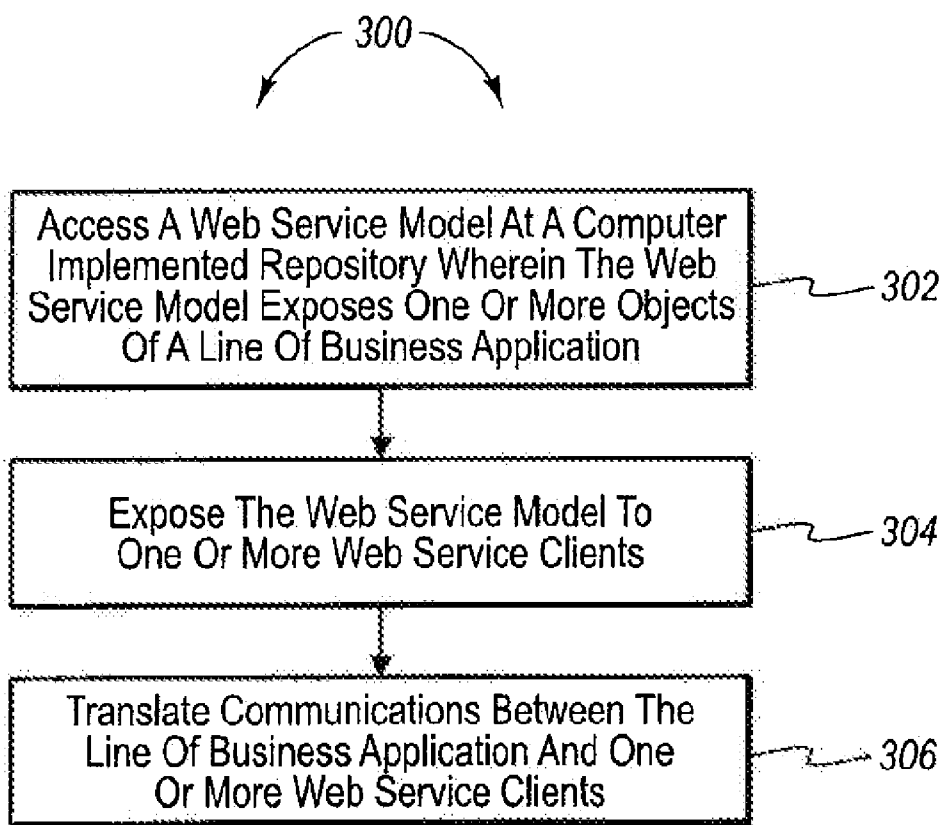 300
Access A Web Service Model At A Computer
Implemented Repository Wherein The Web
Service Model Exposes One Or More Objects
Of A Line Of Business Application
302
Expose The Web Service Model To
One Or More Web Service Clients
304
Translate Communications Between The
Line Of Business Application And One
Or More Web Service Clients
306